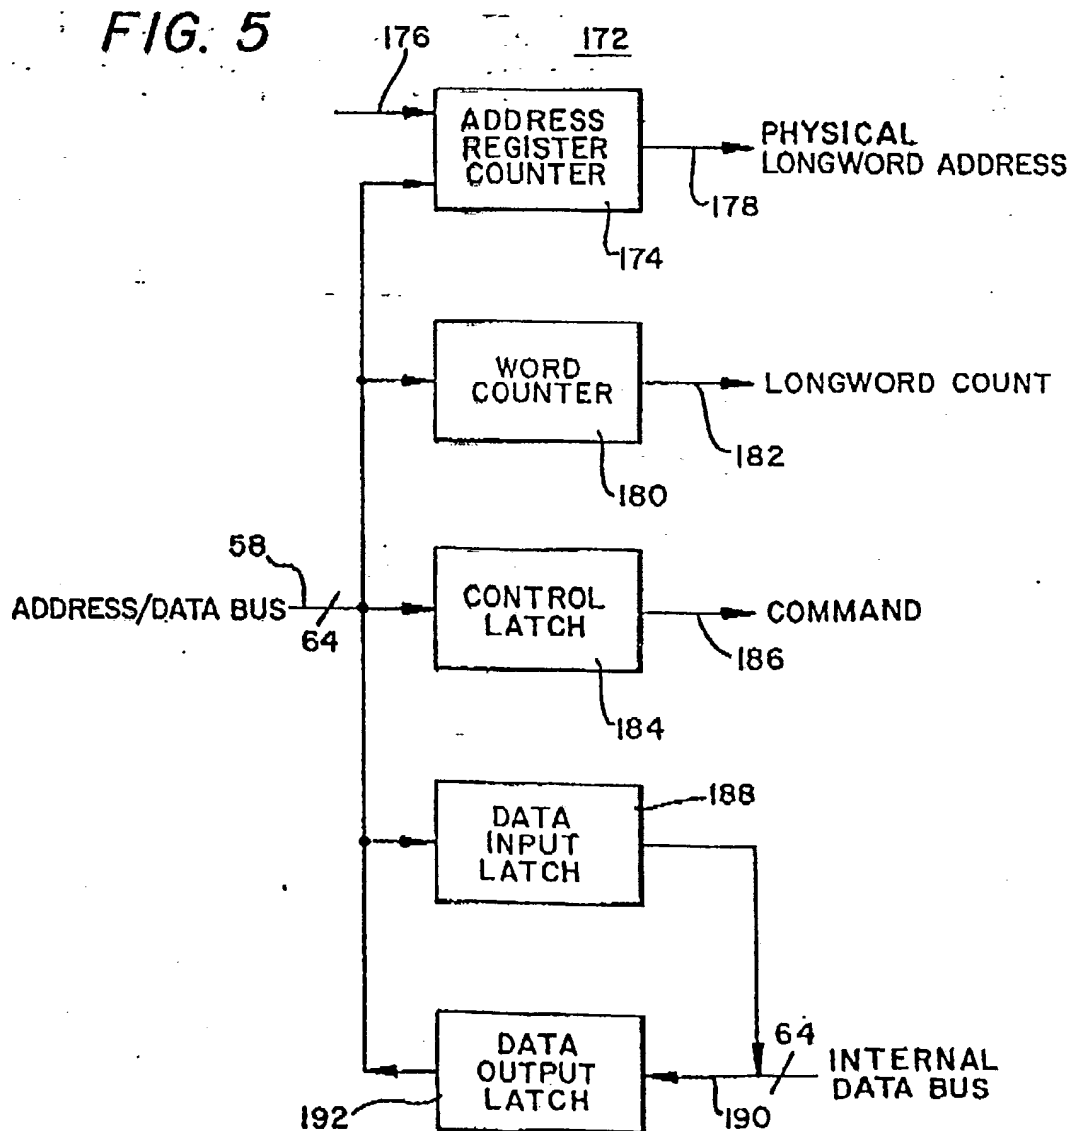 FIG. 5
176
172
ADDRESS
REGISTER
COUNTER
PHYSICAL
LONGWORD ADDRESS
178
174
WORD
COUNTER
LONGWORD COUNT
182
180
58
ADDRESS/DATA BUS
64
CONTROL
LATCH
COMMAND
186
184
188
DATA
INPUT
LATCH
DATA
OUTPUT
LATCH
64
INTERNAL
DATA BUS
192
190